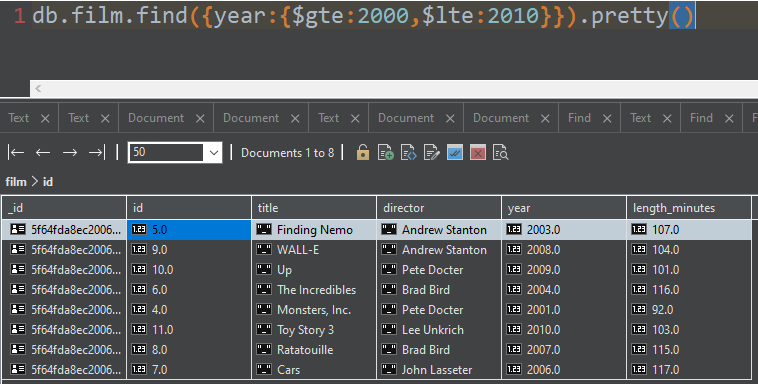 1 db.film.find({year:{$gte:2000,$lte:2010}}).pretty()
Text Text Document Document Text Document Document Find Text Find F
50 Documents 1 to 8
film > id
_id id title director year length_minutes
5f64fda8ec2006... 5.0 Finding Nemo Andrew Stanton 2003.0 107.0
5f64fda8ec2006... 9.0 WALL-E Andrew Stanton 2008.0 104.0
5f64fda8ec2006... 10.0 Up Pete Docter 2009.0 101.0
5f64fda8ec2006... 6.0 The Incredibles Brad Bird 2004.0 116.0
5f64fda8ec2006... 4.0 Monsters, Inc. Pete Docter 2001.0 92.0
5f64fda8ec2006... 11.0 Toy Story 3 Lee Unkrich 2010.0 103.0
5f64fda8ec2006... 8.0 Ratatouille Brad Bird 2007.0 115.0
5f64fda8ec2006... 7.0 Cars John Lasseter 2006.0 117.0